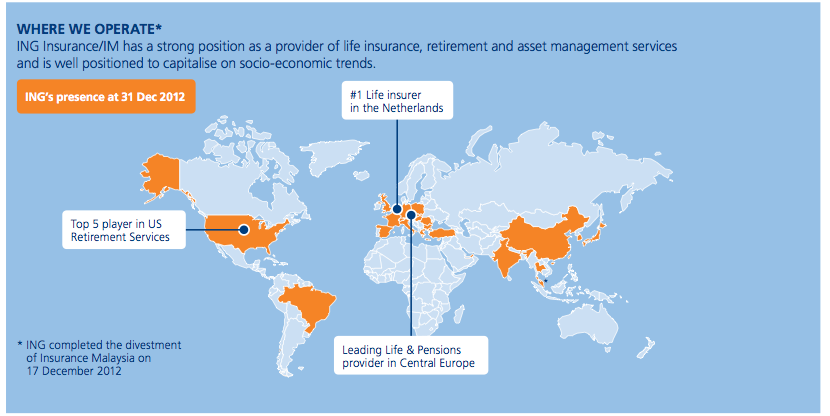 WHERE WE OPERATE*
ING Insurance/IM has a strong position as a provider of life insurance, retirement and asset management services
and is well positioned to capitalise on socio-economic trends.
ING's presence at 31 Dec 2012
#1 Life insurer
in the Netherlands
Top 5 player in US
Retirement Services
*
Leading Life & Pensions
provider in Central Europe
* ING completed the divestment
of Insurance Malaysia on
17 December 2012